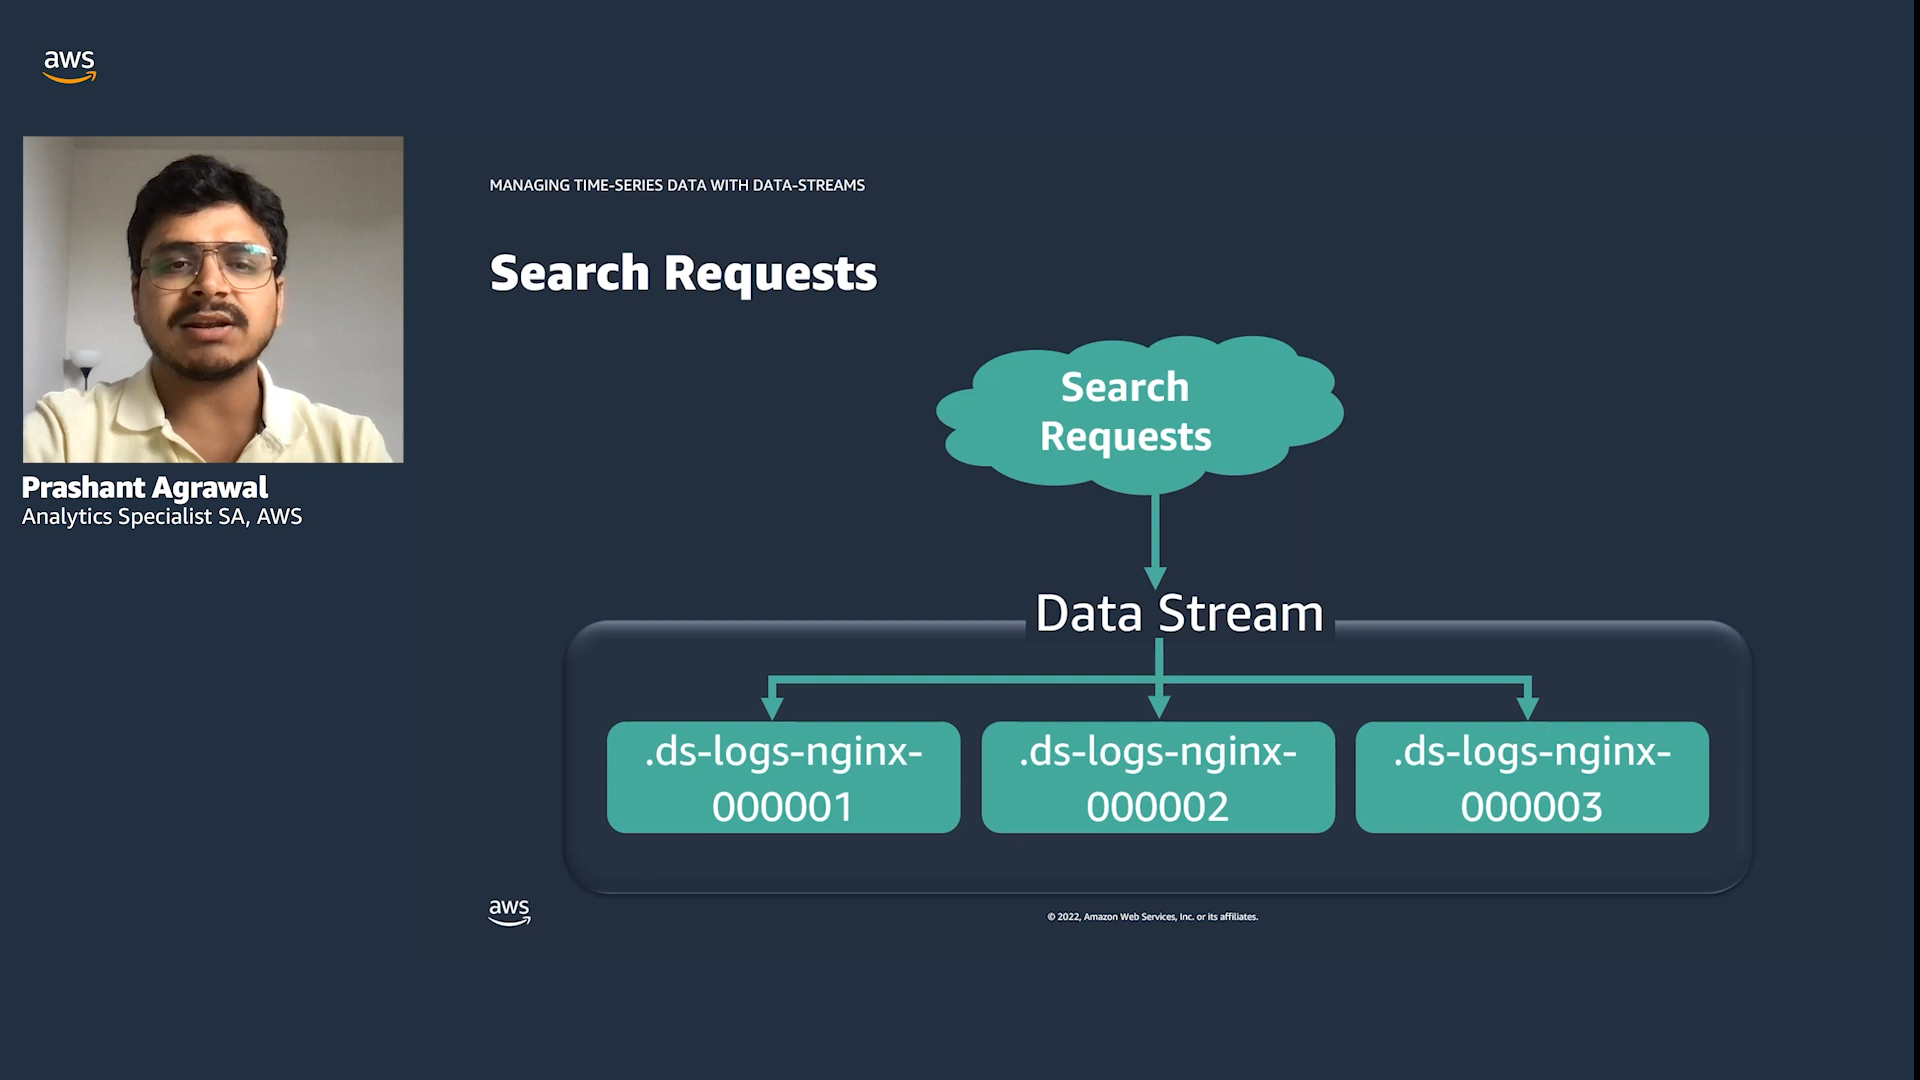 aws
Prashant Agrawal
Analytics Specialist SA, AWS
MANAGING TIME-SERIES DATA WITH DATA-STREAMS
Search Requests
Search
Requests
Data Stream
.ds-logs-nginx-
000001
.ds-logs-nginx-
000002
.ds-logs-nginx-
000003
aws
© 2022, Amazon Web Services, Inc. or its affiliates.